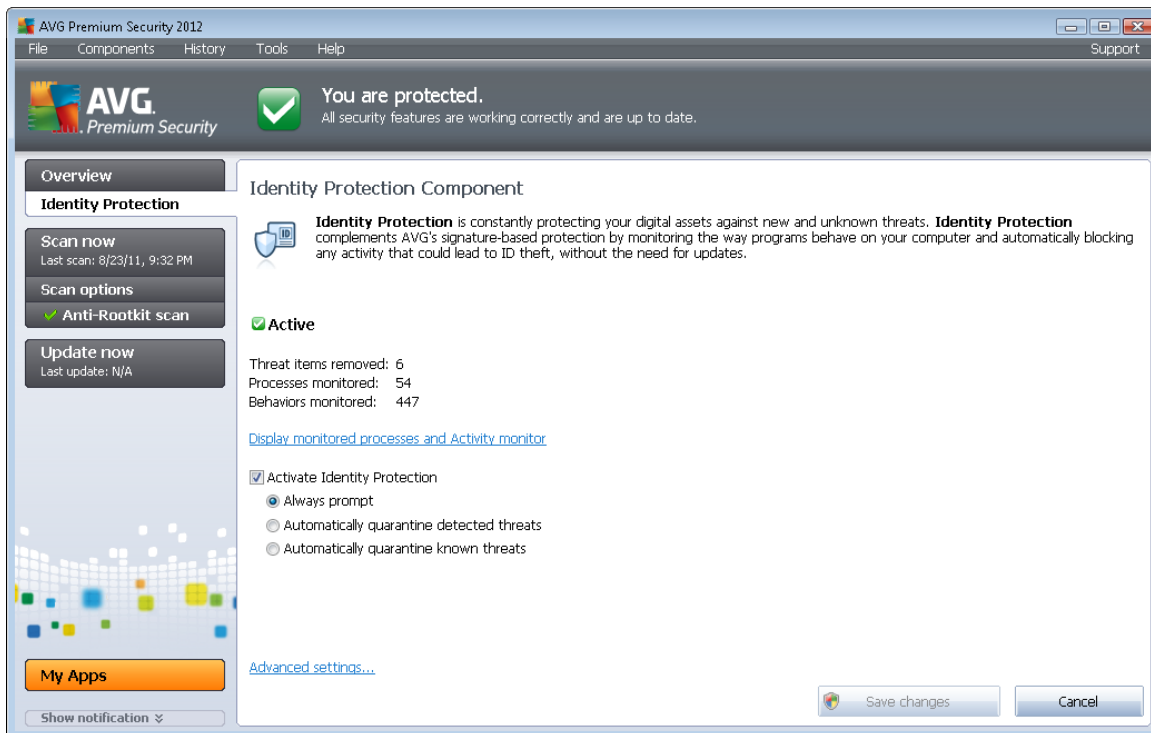 AVG Premium Security 2012
File Components History Tools Help Support
AVG.
Premium Security
You are protected.
All security features are working correctly and are up to date.
Overview
Identity Protection
Scan now
Last scan: 8/23/11, 9:32 PM
Scan options
Anti-Rootkit scan
Update now
Last update: N/A
My Apps
Show notification
Identity Protection Component
ID
Identity Protection is constantly protecting your digital assets against new and unknown threats. Identity Protection
complements AVG's signature-based protection by monitoring the way programs behave on your computer and automatically blocking
any activity that could lead to ID theft, without the need for updates.
Active
Threat items removed: 6
Processes monitored: 54
Behaviors monitored: 447
Display monitored processes and Activity monitor
Activate Identity Protection
Always prompt
Automatically quarantine detected threats
Automatically quarantine known threats
Advanced settings...
Save changes
Cancel